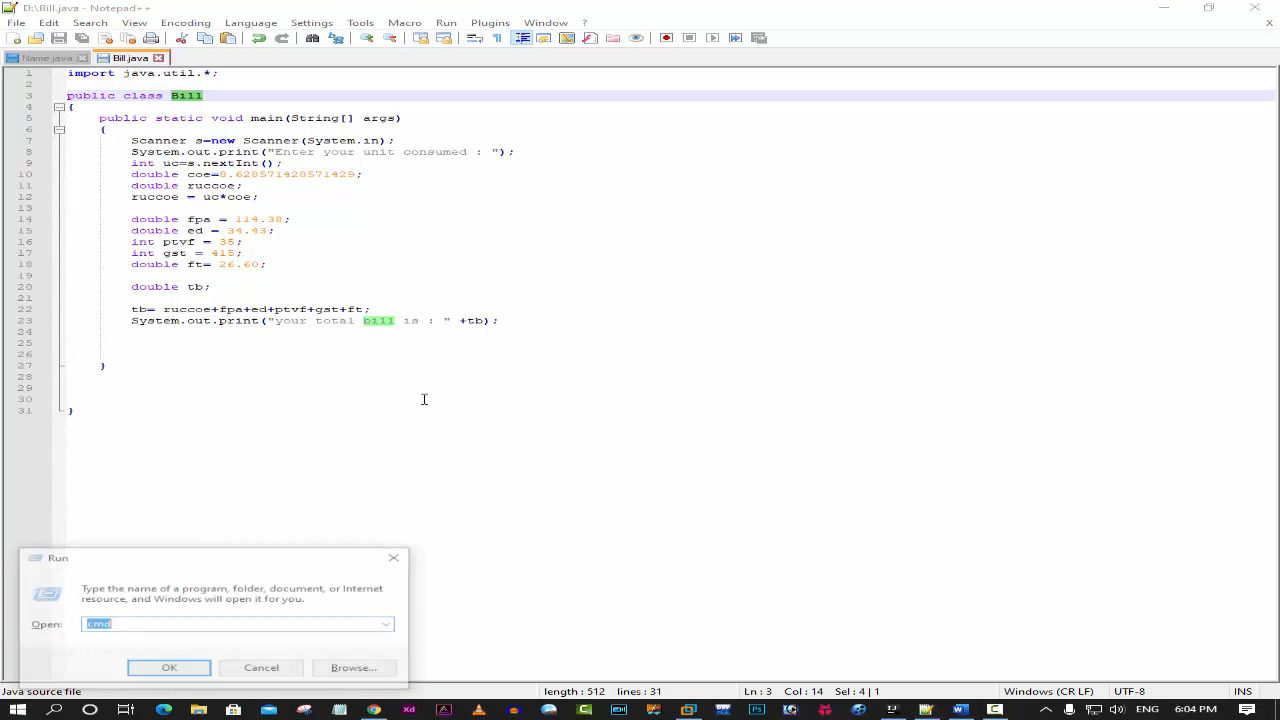 D:\Bill.java - Notepad++
File Edit Search View Encoding Language Settings Tools Macro Run Plugins Window ?
Name.java Bill.java
1 import java.util.*;
2
3 public class Bill
4 {
5 public static void main(String[] args)
6 {
7 Scanner s=new Scanner(System.in);
8 System.out.print("Enter your unit consumed : ");
9 int uc=s.nextInt();
10 double coe=8.628571428571429;
11 double ruccoe;
12 ruccoe = uc*coe;
13
14 double fpa = 114.38;
15 double ed = 34.43;
16 int ptvf = 35;
17 int gst = 415;
18 double ft= 26.60;
19
20 double tb;
21
22 tb= ruccoe+fpa+ed+ptvf+gst+ft;
23 System.out.print("your total bill is : " +tb);
24
25
26
27 }
28
29
30
31 }
Run
Type the name of a program, folder, document, or Internet
resource, and Windows will open it for you.
Open: cmd
OK Cancel Browse...
Java source file length : 512 lines : 31 Ln : 3 Col : 14 Sel : 4 | 1 Windows (CR LF) UTF-8 INS
Xd Ps ENG 6:04 PM